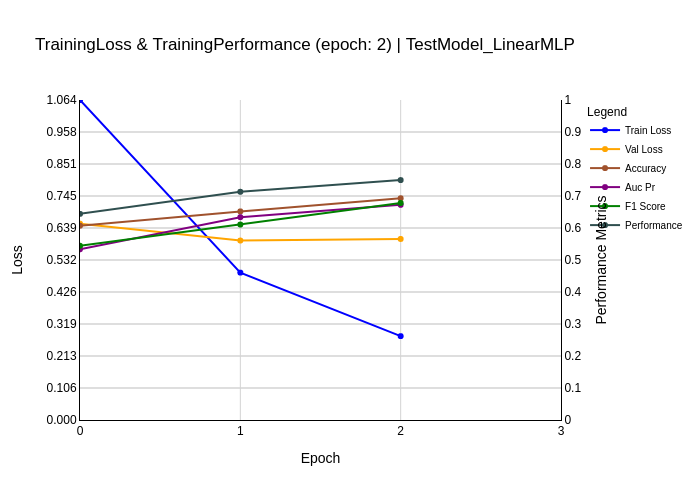 TrainingLoss & TrainingPerformance (epoch: 2) | TestModel_LinearMLP
Legend
Train Loss
Val Loss
Accuracy
Auc Pr
F1 Score
Performance
1.064
0.958
0.851
0.745
0.639
0.532
0.426
0.319
0.213
0.106
0.000
1
0.9
0.8
0.7
0.6
0.5
0.4
0.3
0.2
0.1
0
0
1
2
3
Loss
Performance Metrics
Epoch